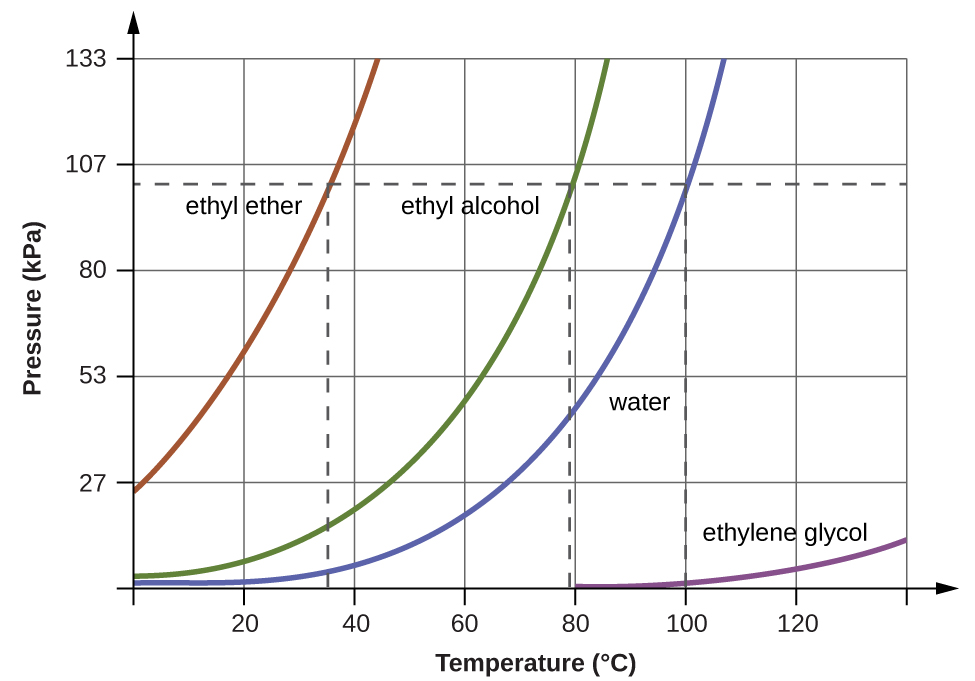 133
107
ethyl ether
ethyl alcohol
80
Pressure (kPa)
53
water
27
ethylene glycol
20
40
60
80
100
120
Temperature (°C)